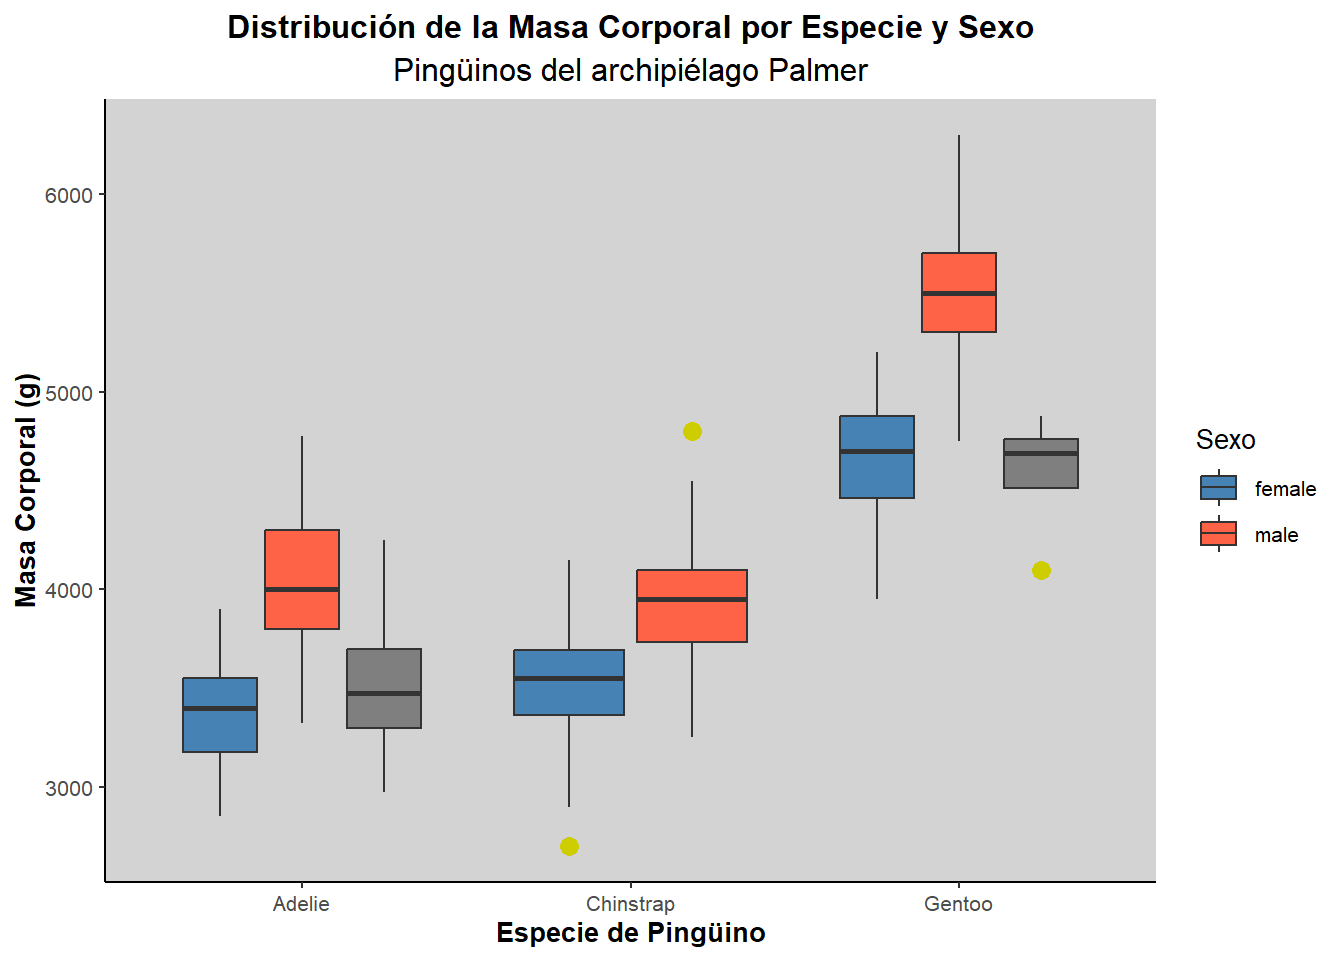 Distribución de la Masa Corporal por Especie y Sexo
Pingüinos del archipiélago Palmer
Masa Corporal (g)
6000
5000
4000
3000
Adelie
Chinstrap
Gentoo
Especie de Pingüino
Sexo
female
male